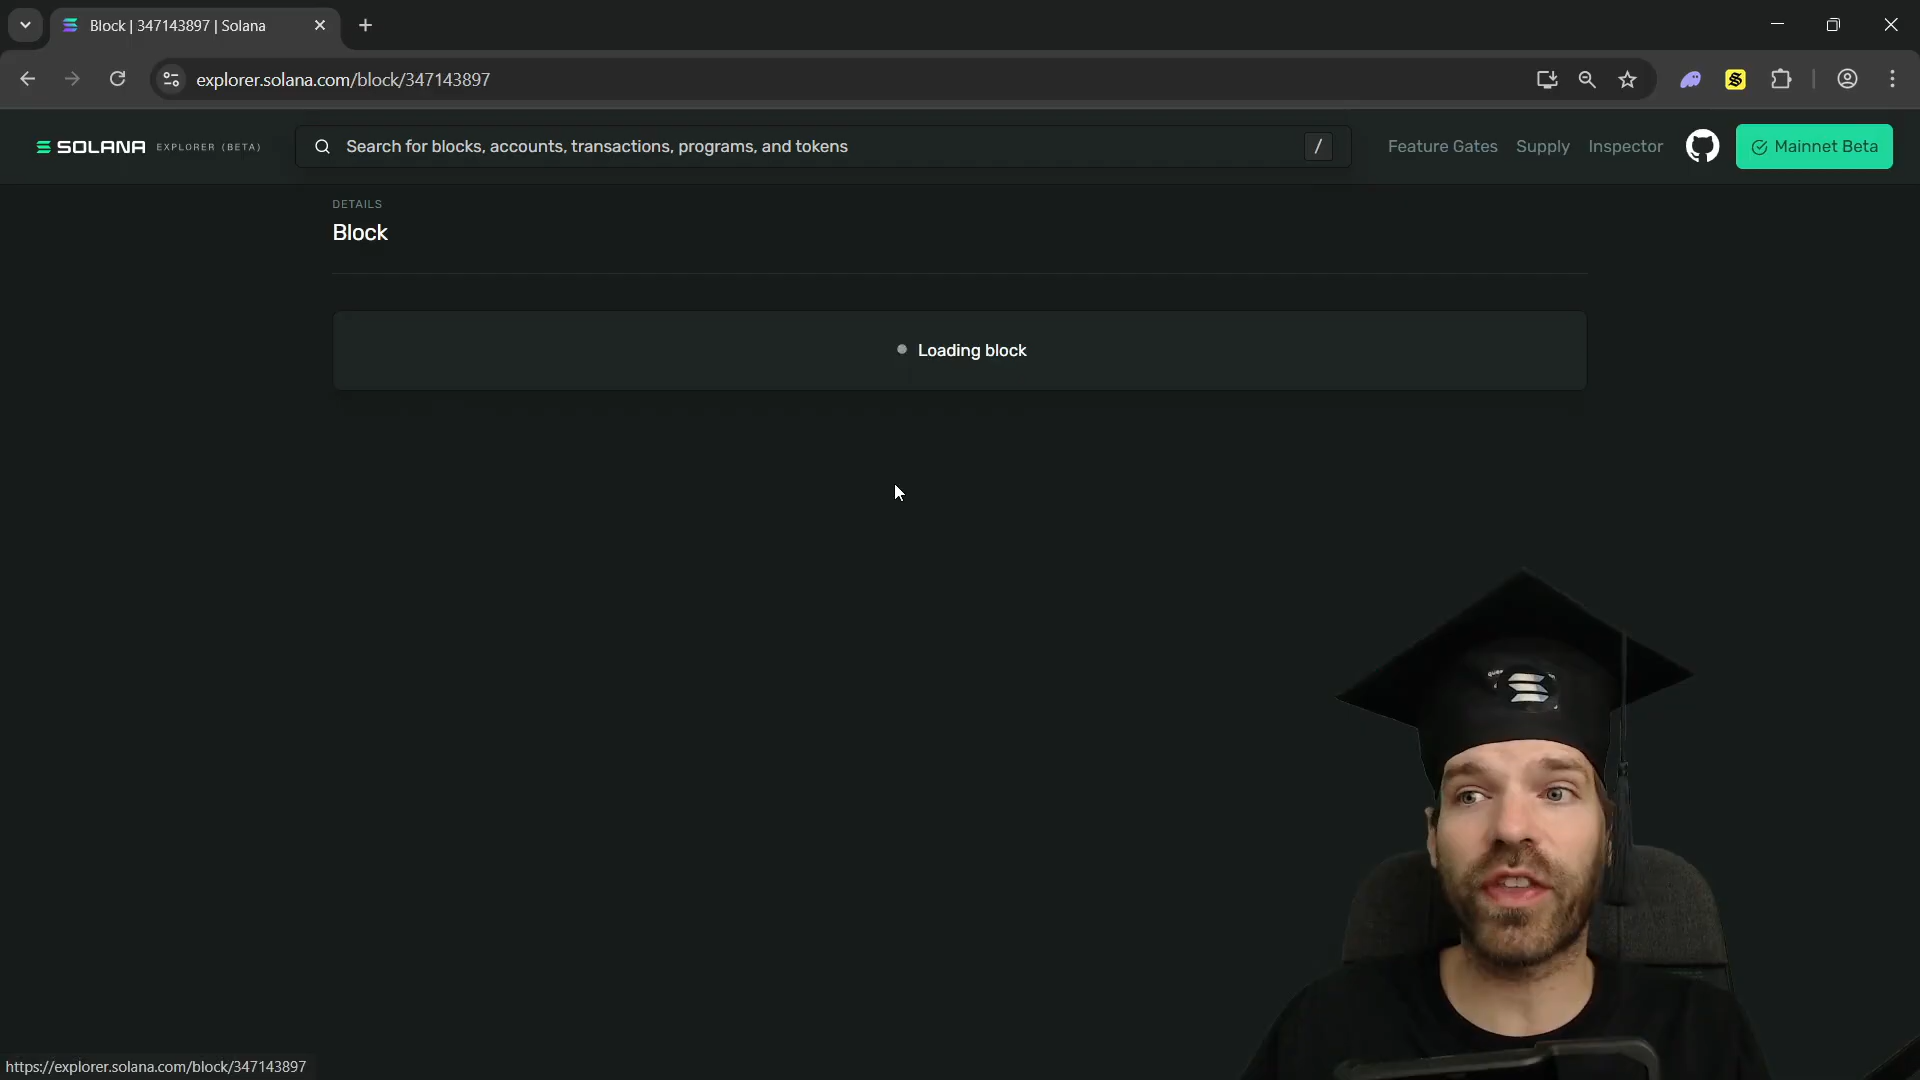 Block | 347143897 | Solana
explorer.solana.com/block/347143897
SOLANA EXPLORER (BETA)
Search for blocks, accounts, transactions, programs, and tokens
/
Feature Gates
Supply
Inspector
Mainnet Beta
DETAILS
Block
Loading block
https://explorer.solana.com/block/347143897